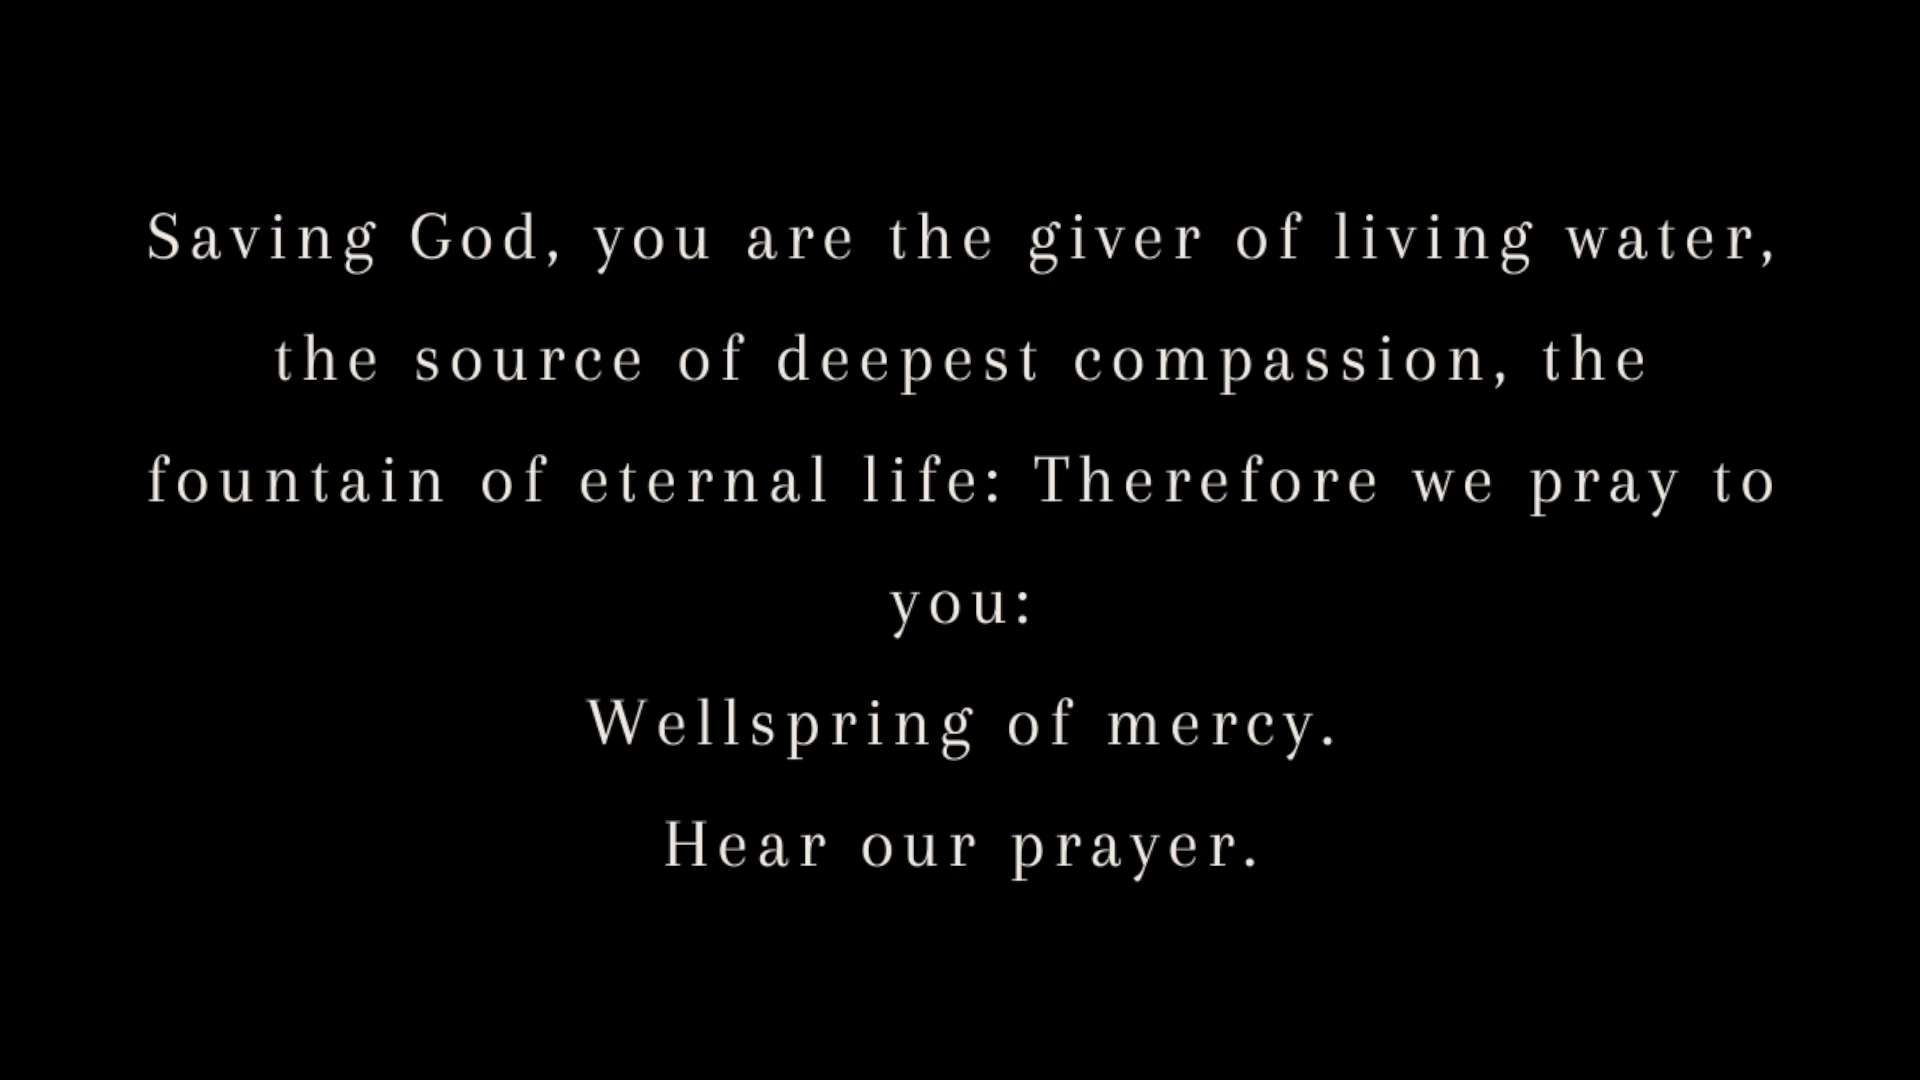 Saving God, you are the giver of living water,
the source of deepest compassion, the
fountain of eternal life: Therefore we pray to
you:
Wellspring of mercy.
Hear our prayer.